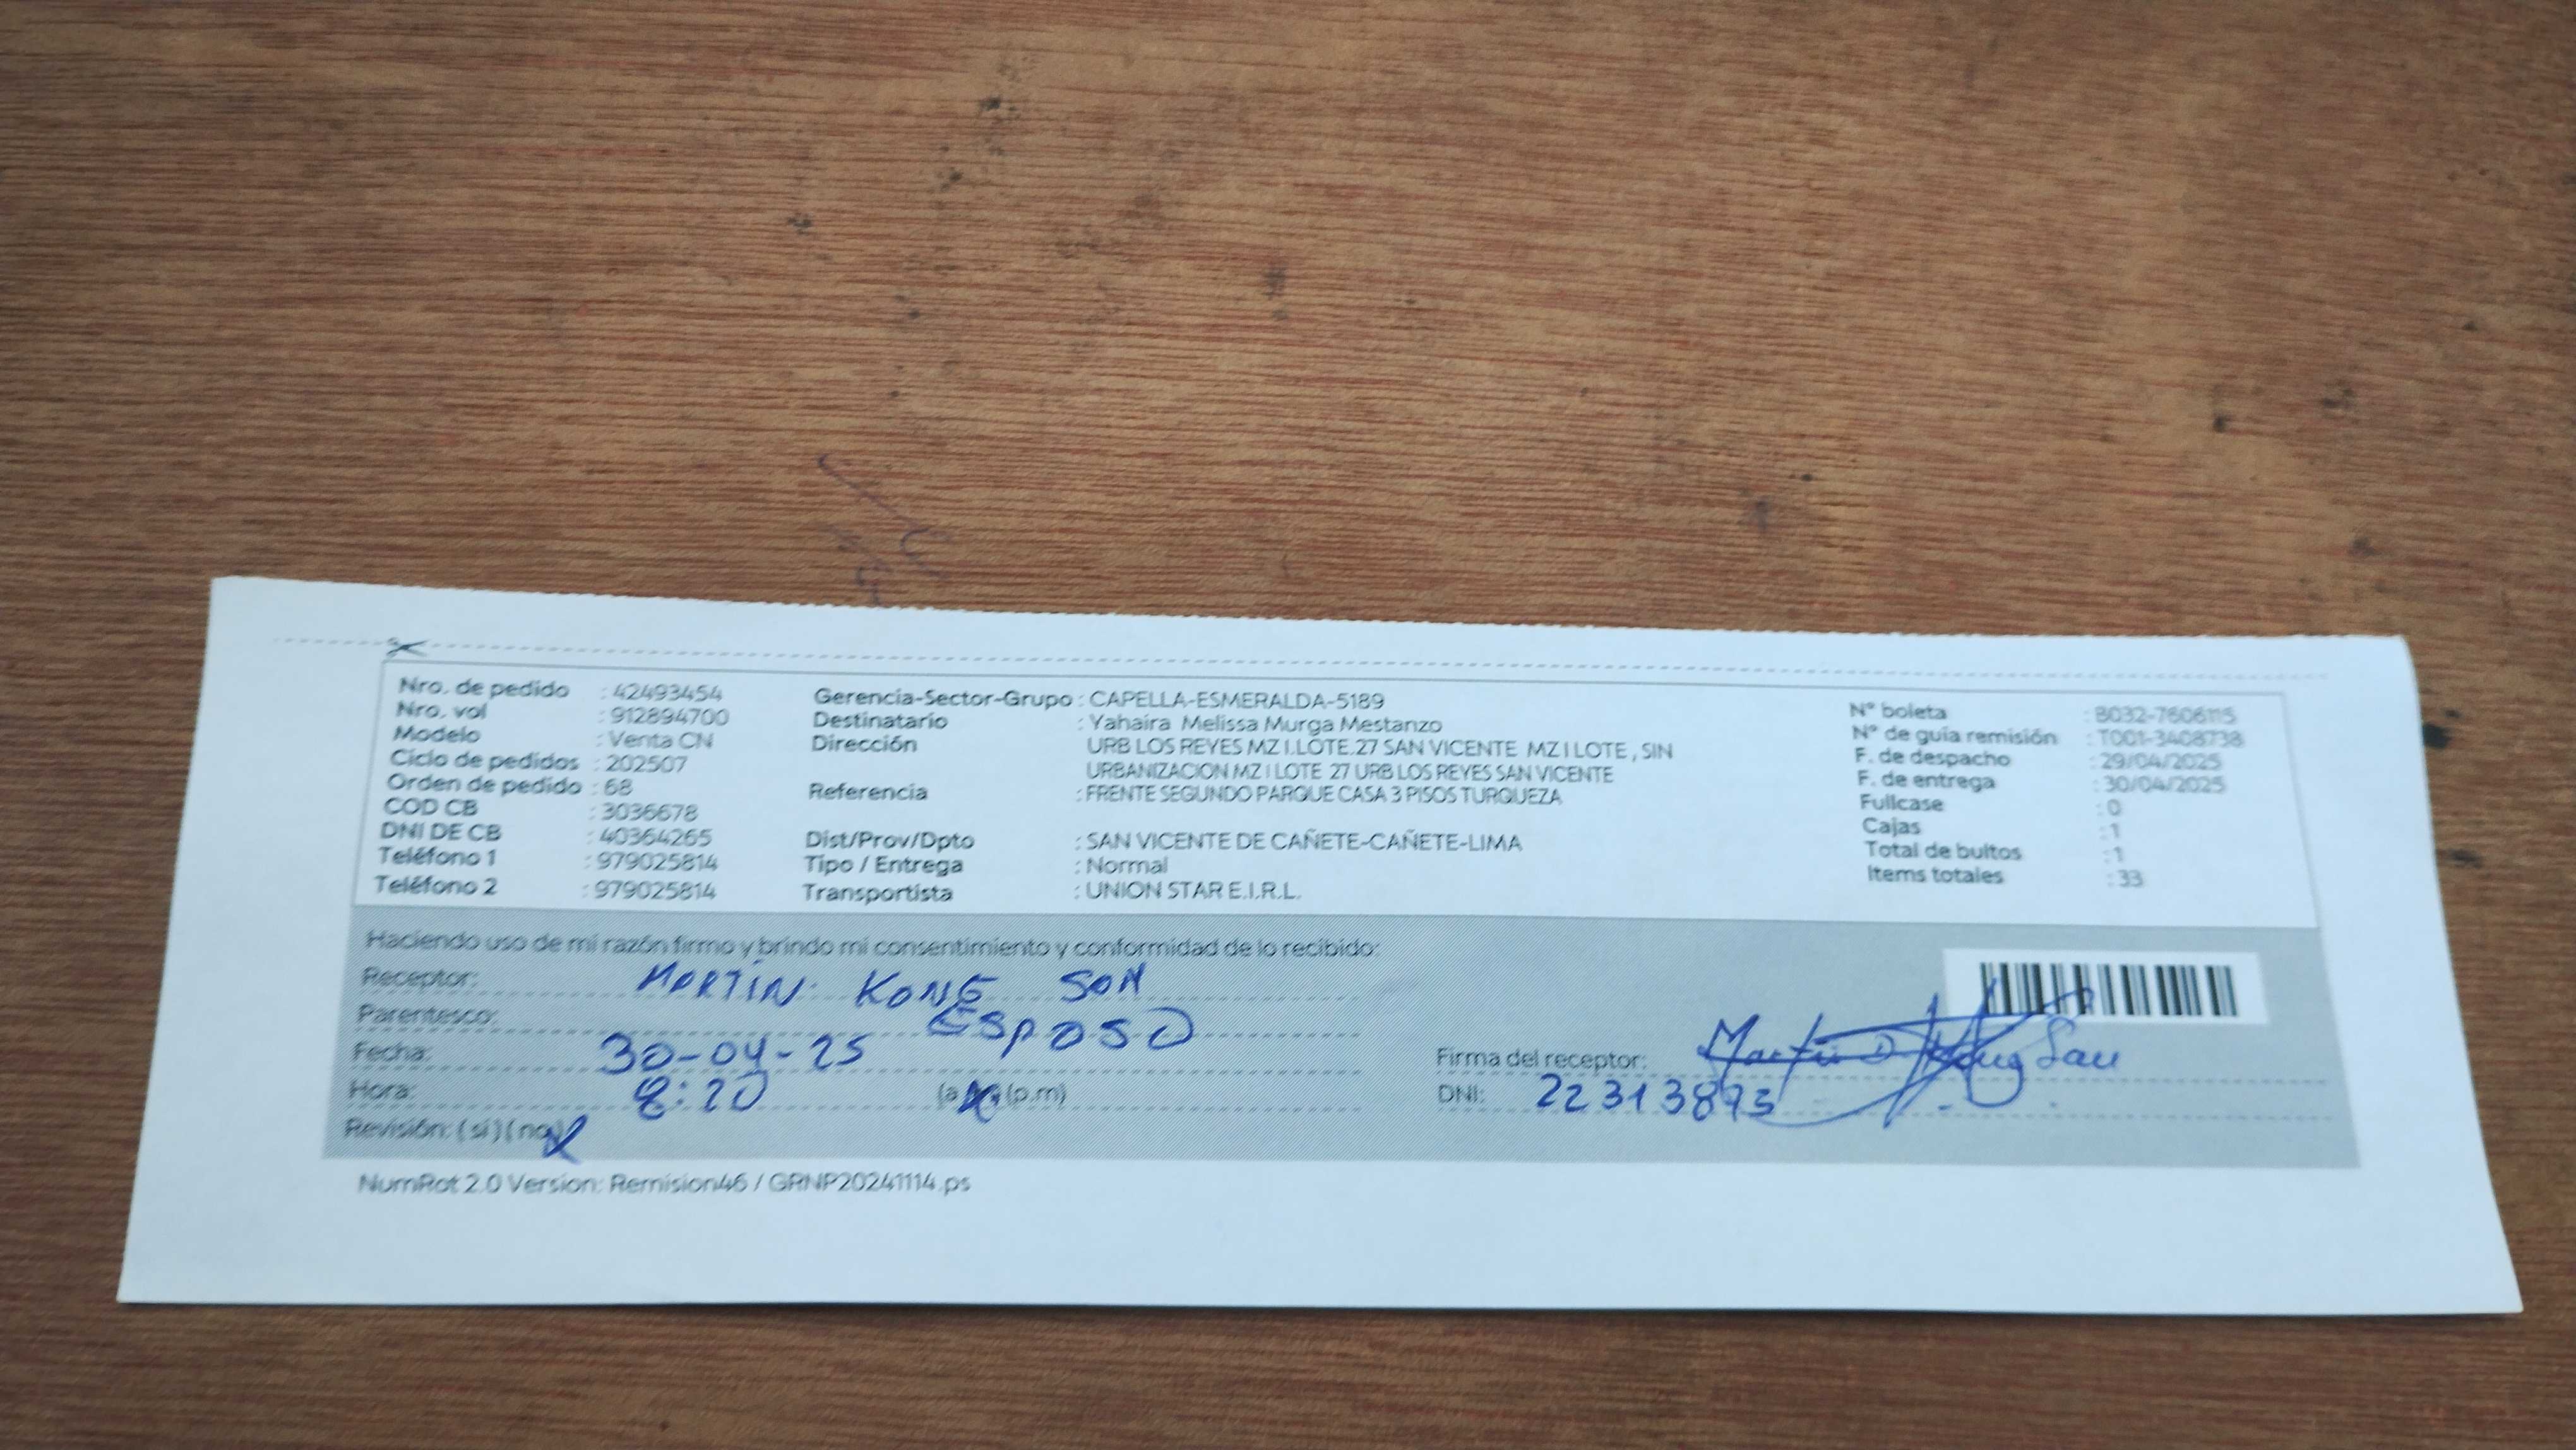 Nro. de pedido : 42493454
Nro. vol : 912894700
Modelo : Venta CN
Ciclo de pedidos : 202507
Orden de pedido : 68
COD CB : 3036678
DNI DE CB : 40364265
Teléfono 1 : 979025814
Teléfono 2 : 979025814
Gerencia-Sector-Grupo : CAPELLA-ESMERALDA-5189
Destinatario : Yahaira Melissa Murga Mestanzo
Dirección URB LOS REYES MZ I.LOTE.27 SAN VICENTE MZ I LOTE , SIN
URBANIZACION MZ I LOTE 27 URB LOS REYES SAN VICENTE
Referencia : FRENTE SEGUNDO PARQUE CASA 3 PISOS TURQUEZA
Dist/Prov/Dpto : SAN VICENTE DE CAÑETE-CAÑETE-LIMA
Tipo / Entrega : Normal
Transportista : UNION STAR E.I.R.L.
N° boleta : B032-7606115
N° de guía remisión : T001-3408738
F. de despacho : 29/04/2025
F. de entrega : 30/04/2025
Fullcase : 0
Cajas : 1
Total de bultos : 1
Items totales : 33
Haciendo uso de mi razón firmo y brindo mi consentimiento y conformidad de lo recibido:
Receptor: MARTIN KONG SON
Parentesco: ESPOSO
Fecha: 30-04-25
Hora: 8:20 (a.m) (p.m)
Revisión: (si) (no)
Firma del receptor:
DNI: 22313893
NumRot 2.0 Version: Remision46 / GRNP20241114.ps